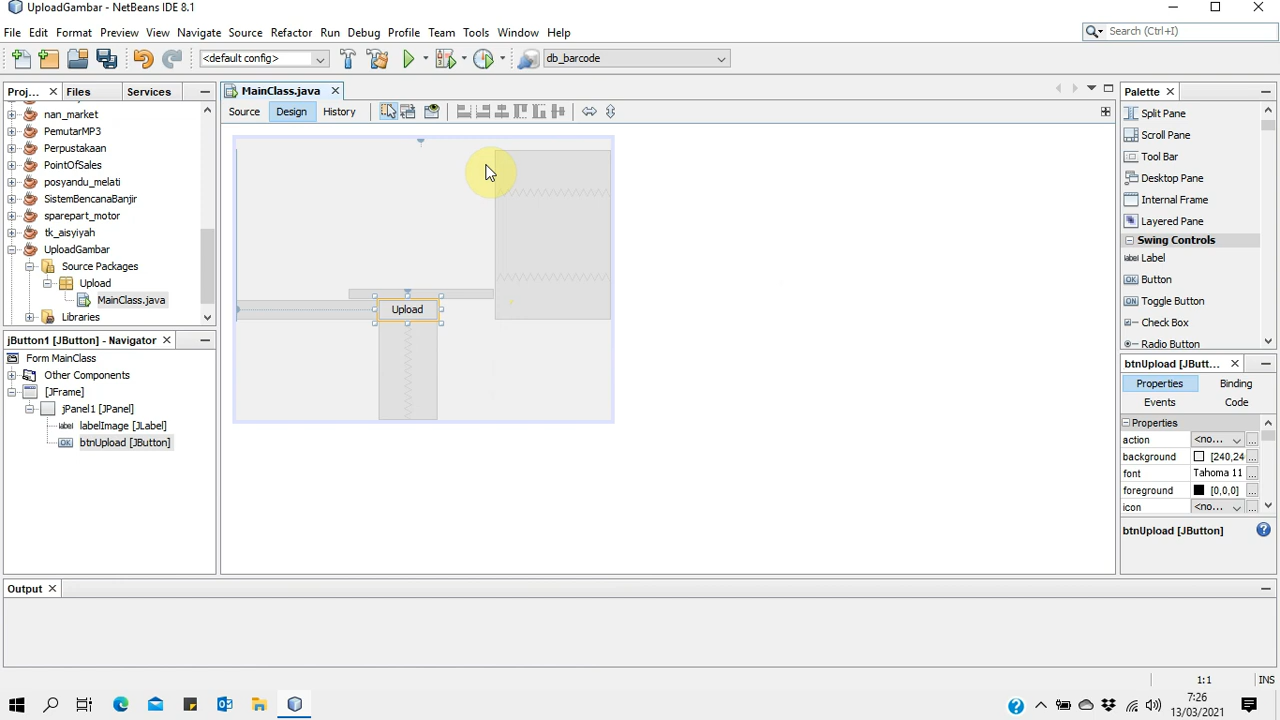 UploadGambar - NetBeans IDE 8.1
File Edit Format Preview View Navigate Source Refactor Run Debug Profile Team Tools Window Help
Search (Ctrl+I)
<default config>
db_barcode
Proj...
Files
Services
nan_market
PemutarMP3
Perpustakaan
PointOfSales
posyandu_melati
SistemBencanaBanjir
sparepart_motor
tk_aisyiyah
UploadGambar
Source Packages
Upload
MainClass.java
Libraries
jButton1 [JButton] - Navigator
Form MainClass
Other Components
[JFrame]
jPanel1 [JPanel]
labelImage [JLabel]
btnUpload [JButton]
MainClass.java
Source
Design
History
Upload
Palette
Split Pane
Scroll Pane
Tool Bar
Desktop Pane
Internal Frame
Layered Pane
Swing Controls
label Label
OK Button
Toggle Button
Check Box
Radio Button
btnUpload [JButt...
Properties
Binding
Events
Code
Properties
action <no... ...
background [240,24 ...
font Tahoma 11 ...
foreground [0,0,0] ...
icon <no... ...
btnUpload [JButton]
Output
1:1
INS
7:26
13/03/2021